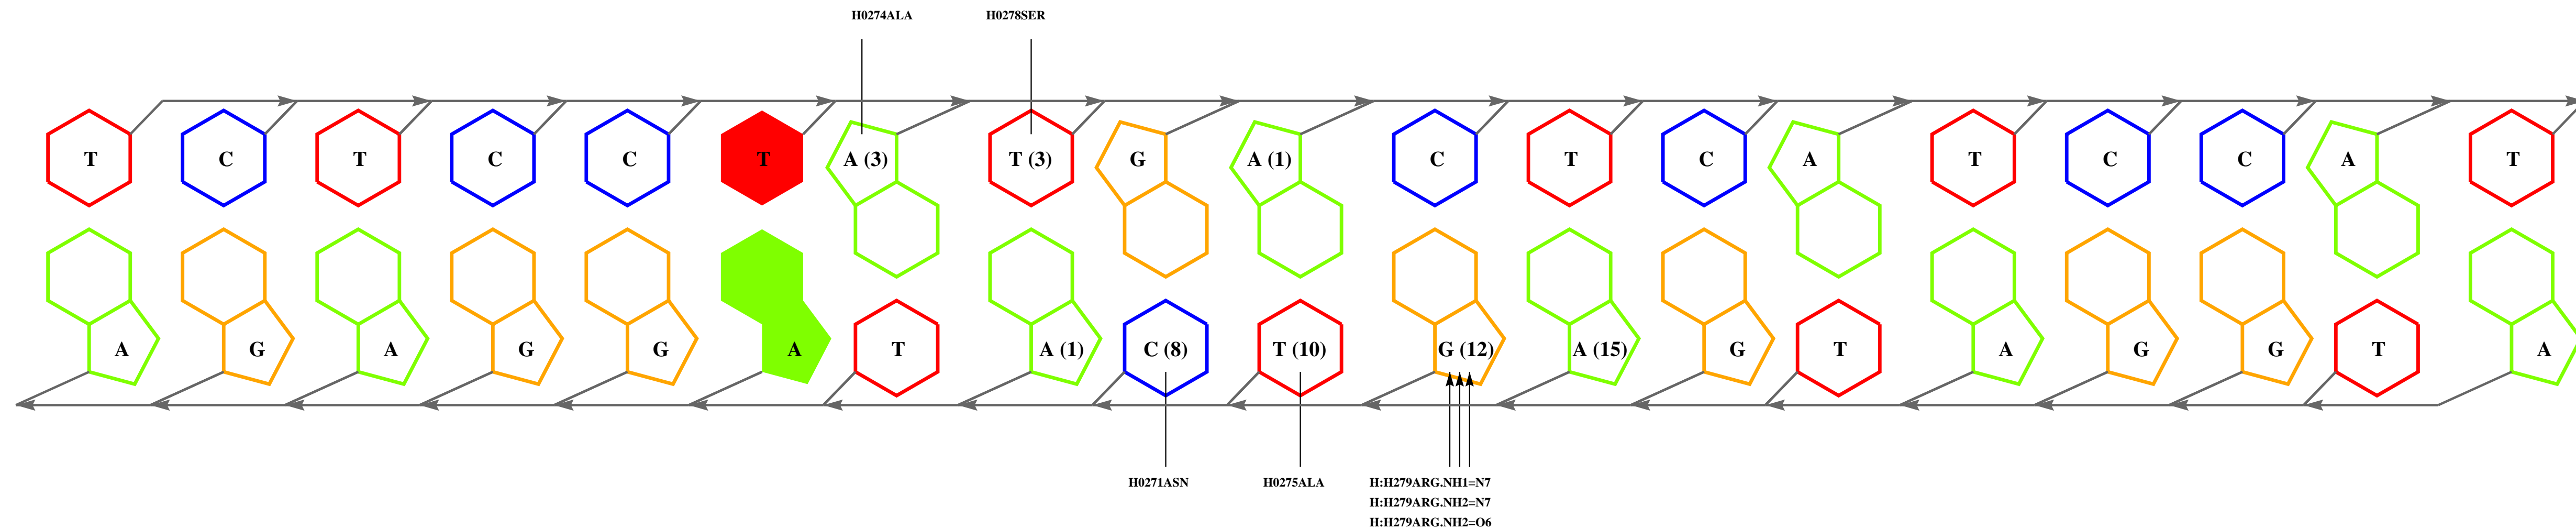 H0274ALA H0278SER
T C T C C T A (3) T (3) G A (1) C T C A T C C A T
A G A G G A T A (1) C (8) T (10) G (12) A (15) G T A G G T A
H0271ASN H0275ALA H:H279ARG.NH1=N7
H:H279ARG.NH2=N7
H:H279ARG.NH2=O6